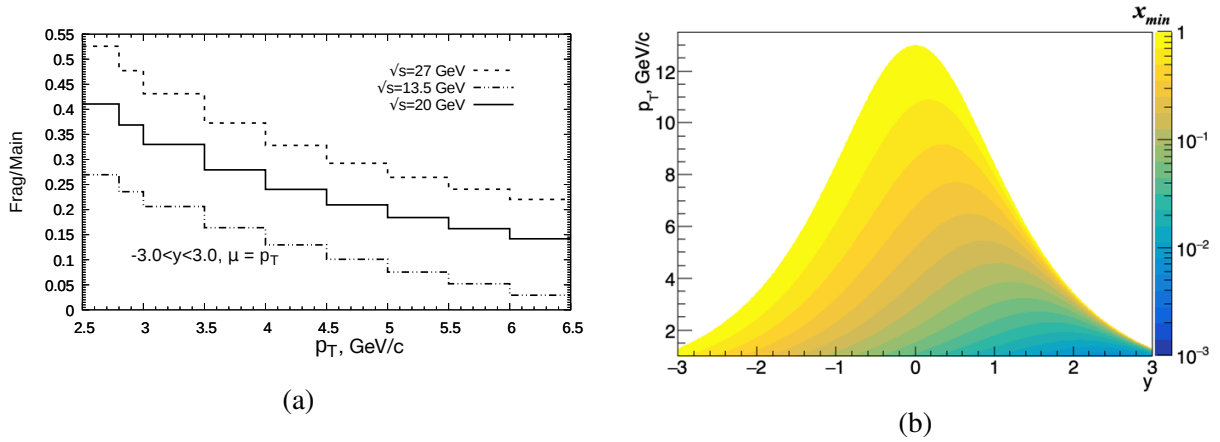 0.55
0.5
0.45
0.4
0.35
0.3
0.25
0.2
0.15
0.1
0.05
0
Frag/Main
√s=27 GeV
√s=13.5 GeV
√s=20 GeV
-3.0<y<3.0, μ = pT
2.5 3 3.5 4 4.5 5 5.5 6 6.5
pT, GeV/c
(a)
xmin
pT, GeV/c
12
10
8
6
4
2
−3 −2 −1 0 1 2 3
y
1
10⁻¹
10⁻²
10⁻³
(b)